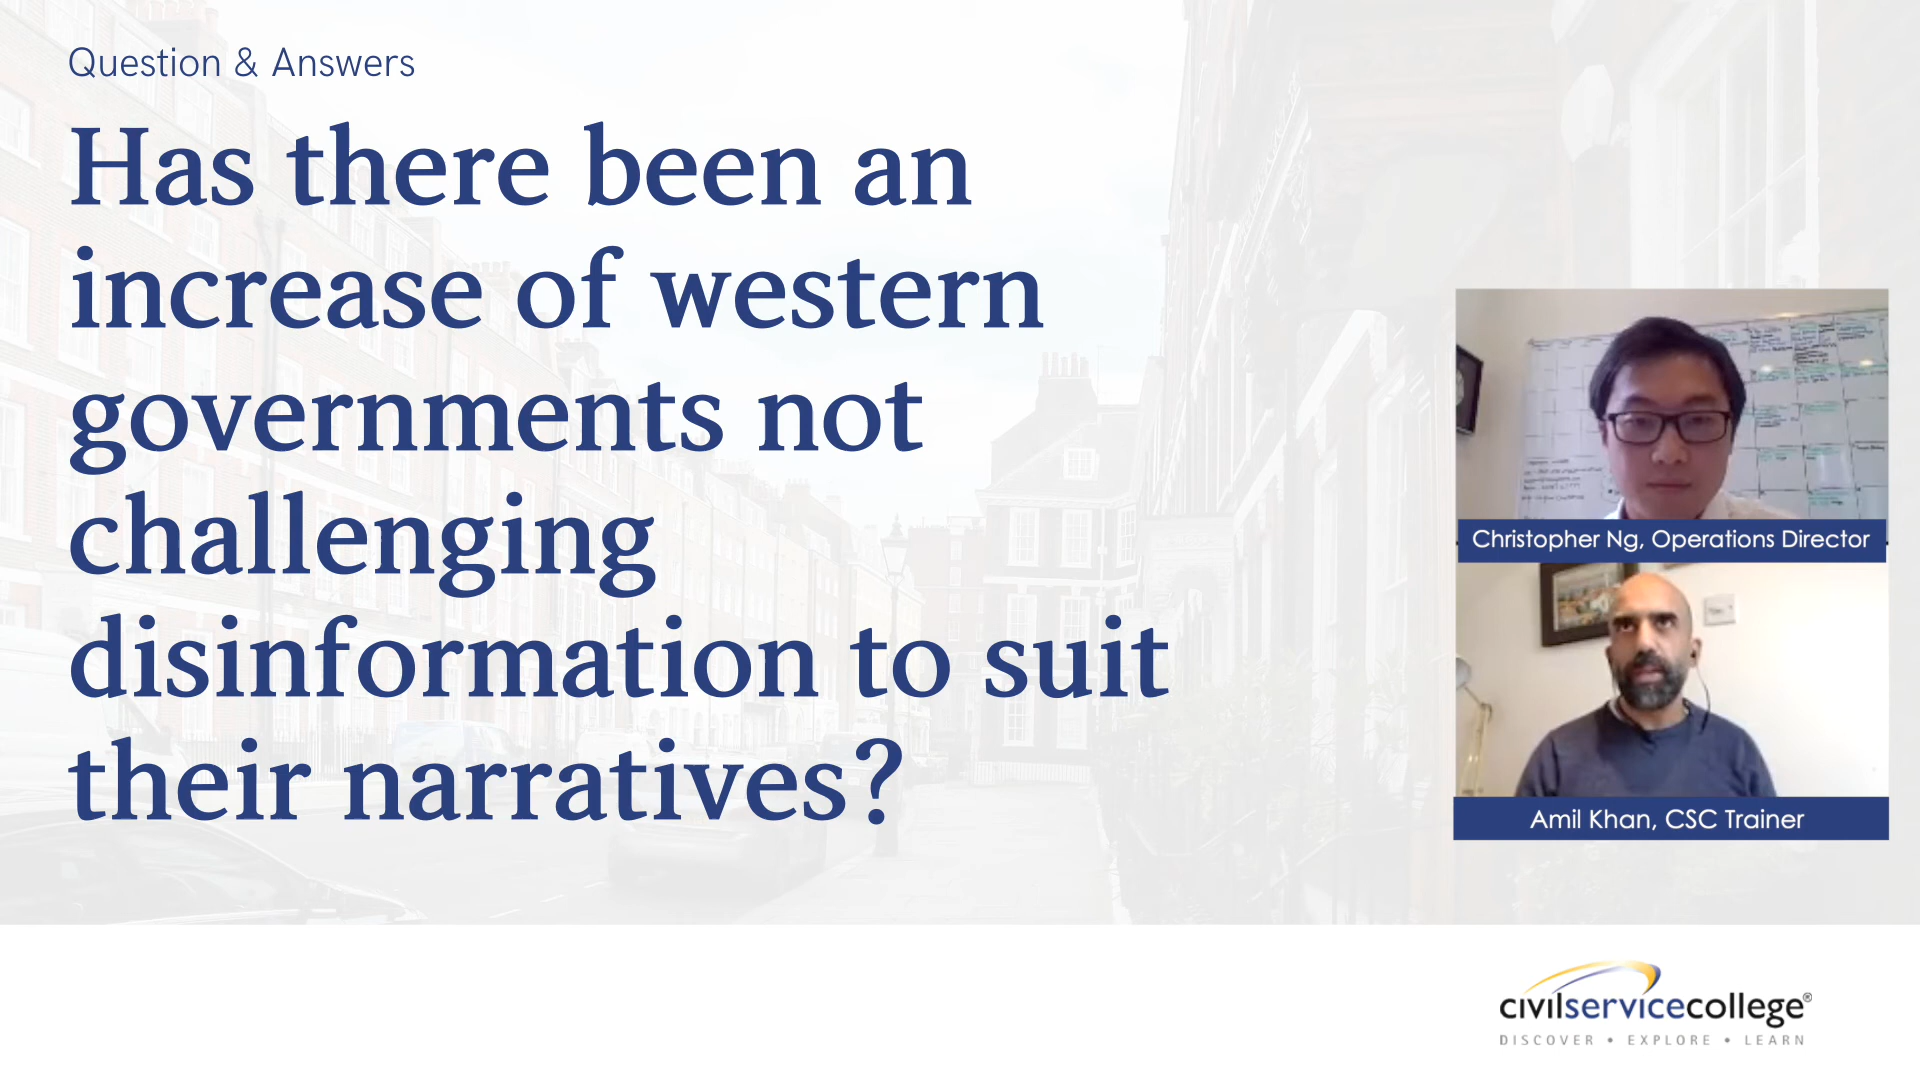 Question & Answers
Has there been an
increase of western
governments not
challenging
disinformation to suit
their narratives?
Christopher Ng, Operations Director
Amil Khan, CSC Trainer
civilservicecollege®
DISCOVER • EXPLORE • LEARN